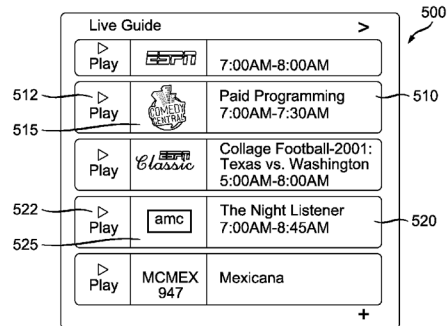 500
Live Guide >
Play ESPN 7:00AM-8:00AM
512 Play COMEDY CENTRAL Paid Programming 510
515 7:00AM-7:30AM
Play ESPN Classic Collage Football-2001:
Texas vs. Washington
5:00AM-8:00AM
522 Play amc The Night Listener 520
525 7:00AM-8:45AM
Play MCMEX Mexicana
947
+